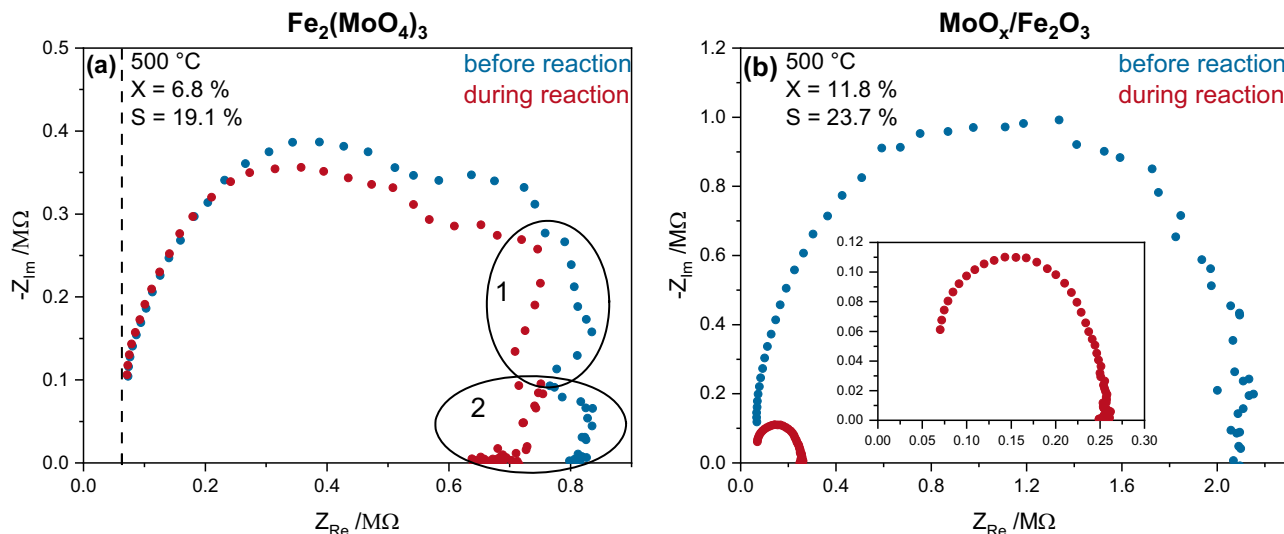 Fe₂(MoO₄)₃
(a)
500 °C
X = 6.8 %
S = 19.1 %
before reaction
during reaction
1
2
0.5
0.4
0.3
0.2
0.1
0.0
0.0 0.2 0.4 0.6 0.8
-Z_Im /MΩ
Z_Re /MΩ
MoOₓ/Fe₂O₃
(b)
500 °C
X = 11.8 %
S = 23.7 %
before reaction
during reaction
1.2
1.0
0.8
0.6
0.4
0.2
0.0
0.0 0.4 0.8 1.2 1.6 2.0
-Z_Im /MΩ
Z_Re /MΩ
0.12
0.10
0.08
0.06
0.04
0.02
0.00
0.00 0.05 0.10 0.15 0.20 0.25 0.30